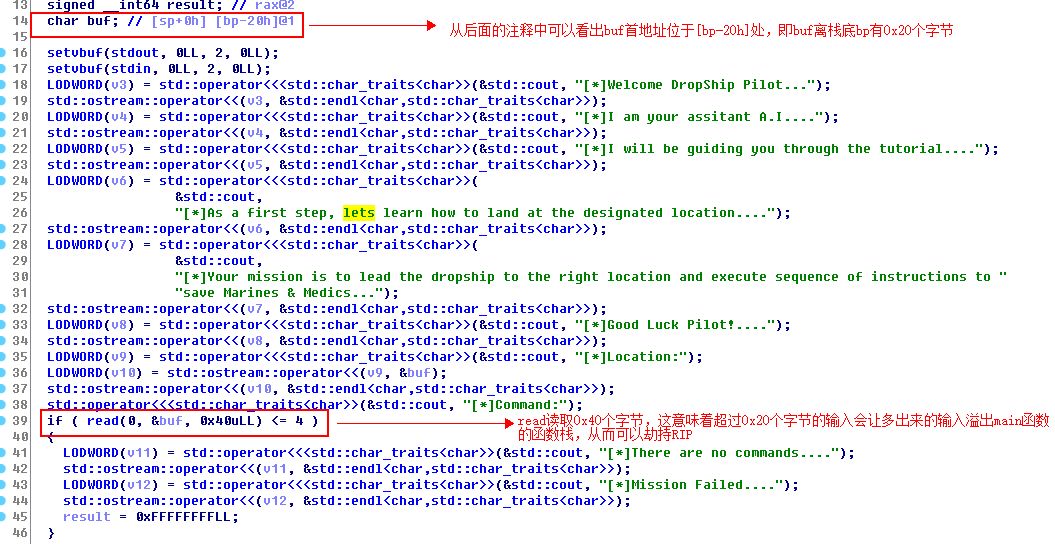 13 signed __int64 result; // rax@2
14 char buf; // [sp+0h] [bp-20h]@1
从后面的注释中可以看出buf首地址位于[bp-20h]处，即buf离栈底bp有0x20个字节
15
16 setvbuf(stdout, 0LL, 2, 0LL);
17 setvbuf(stdin, 0LL, 2, 0LL);
18 LODWORD(v3) = std::operator<<<std::char_traits<char>>(&std::cout, "[*]Welcome DropShip Pilot...");
19 std::ostream::operator<<(v3, &std::endl<char,std::char_traits<char>>);
20 LODWORD(v4) = std::operator<<<std::char_traits<char>>(&std::cout, "[*]I am your assitant A.I....");
21 std::ostream::operator<<(v4, &std::endl<char,std::char_traits<char>>);
22 LODWORD(v5) = std::operator<<<std::char_traits<char>>(&std::cout, "[*]I will be guiding you through the tutorial....");
23 std::ostream::operator<<(v5, &std::endl<char,std::char_traits<char>>);
24 LODWORD(v6) = std::operator<<<std::char_traits<char>>(
25 &std::cout,
26 "[*]As a first step, lets learn how to land at the designated location....");
27 std::ostream::operator<<(v6, &std::endl<char,std::char_traits<char>>);
28 LODWORD(v7) = std::operator<<<std::char_traits<char>>(
29 &std::cout,
30 "[*]Your mission is to lead the dropship to the right location and execute sequence of instructions to "
31 "save Marines & Medics...");
32 std::ostream::operator<<(v7, &std::endl<char,std::char_traits<char>>);
33 LODWORD(v8) = std::operator<<<std::char_traits<char>>(&std::cout, "[*]Good Luck Pilot!....");
34 std::ostream::operator<<(v8, &std::endl<char,std::char_traits<char>>);
35 LODWORD(v9) = std::operator<<<std::char_traits<char>>(&std::cout, "[*]Location:");
36 LODWORD(v10) = std::ostream::operator<<(v9, &buf);
37 std::ostream::operator<<(v10, &std::endl<char,std::char_traits<char>>);
38 std::operator<<<std::char_traits<char>>(&std::cout, "[*]Command:");
39 if ( read(0, &buf, 0x40uLL) <= 4 )
read读取0x40个字节，这意味着超过0x20个字节的输入会让多出来的输入溢出main函数
的函数栈，从而可以劫持RIP
40 {
41 LODWORD(v11) = std::operator<<<std::char_traits<char>>(&std::cout, "[*]There are no commands....");
42 std::ostream::operator<<(v11, &std::endl<char,std::char_traits<char>>);
43 LODWORD(v12) = std::operator<<<std::char_traits<char>>(&std::cout, "[*]Mission Failed....");
44 std::ostream::operator<<(v12, &std::endl<char,std::char_traits<char>>);
45 result = 0xFFFFFFFFLL;
46 }